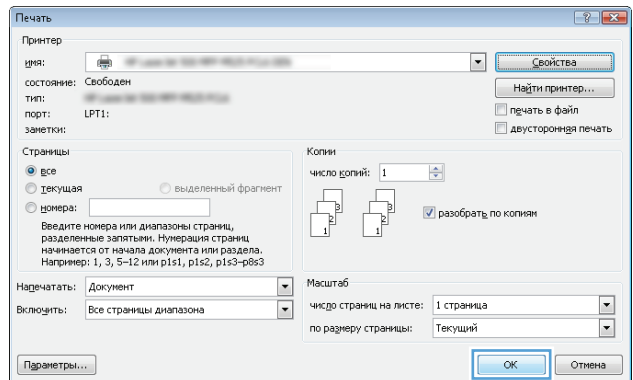 Печать
Принтер
имя:
Свойства
состояние: Свободен
Найти принтер...
тип:
порт: LPT1:
печать в файл
заметки:
двусторонняя печать
Страницы
все
текущая
выделенный фрагмент
номера:
Введите номера или диапазоны страниц,
разделенные запятыми. Нумерация страниц
начинается от начала документа или раздела.
Например: 1, 3, 5–12 или p1s1, p1s2, p1s3–p8s3
Копии
число копий: 1
1 2 3
1 2 3
разобрать по копиям
Напечатать: Документ
Включить: Все страницы диапазона
Масштаб
число страниц на листе: 1 страница
по размеру страницы: Текущий
Параметры...
OK
Отмена